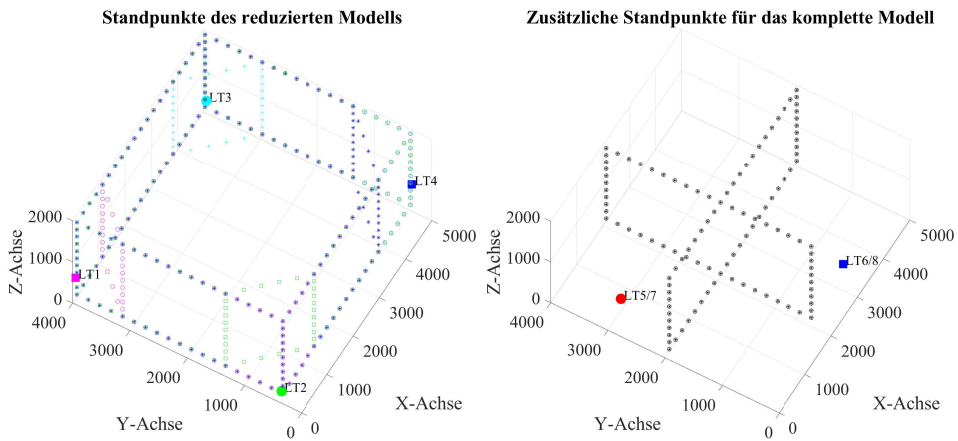 Standpunkte des reduzierten Modells
LT3
LT4
LT1
LT2
2000
1000
0
Z-Achse
4000
3000
2000
1000
0
Y-Achse
0
1000
2000
3000
4000
5000
X-Achse
Zusätzliche Standpunkte für das komplette Modell
LT6/8
LT5/7
2000
1000
0
Z-Achse
4000
3000
2000
1000
0
Y-Achse
0
1000
2000
3000
4000
5000
X-Achse